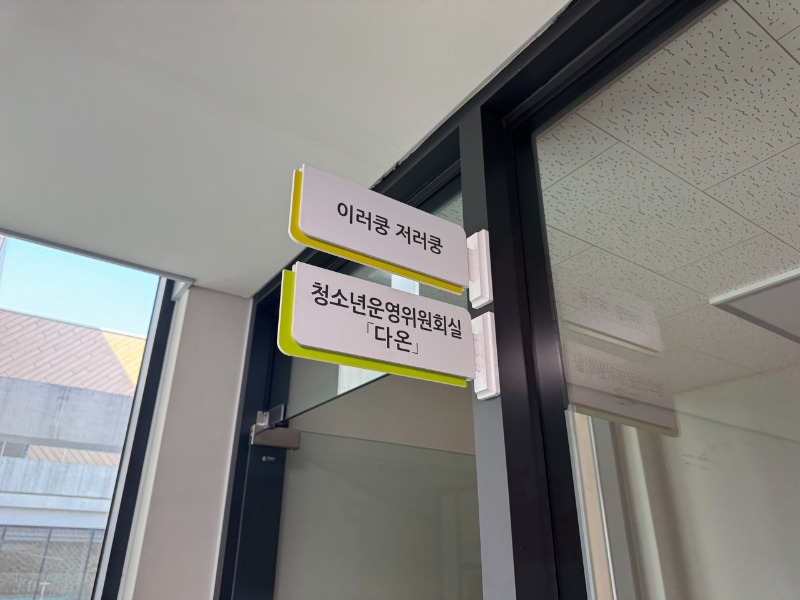 이러쿵 저러쿵
청소년운영위원회실
「다온」